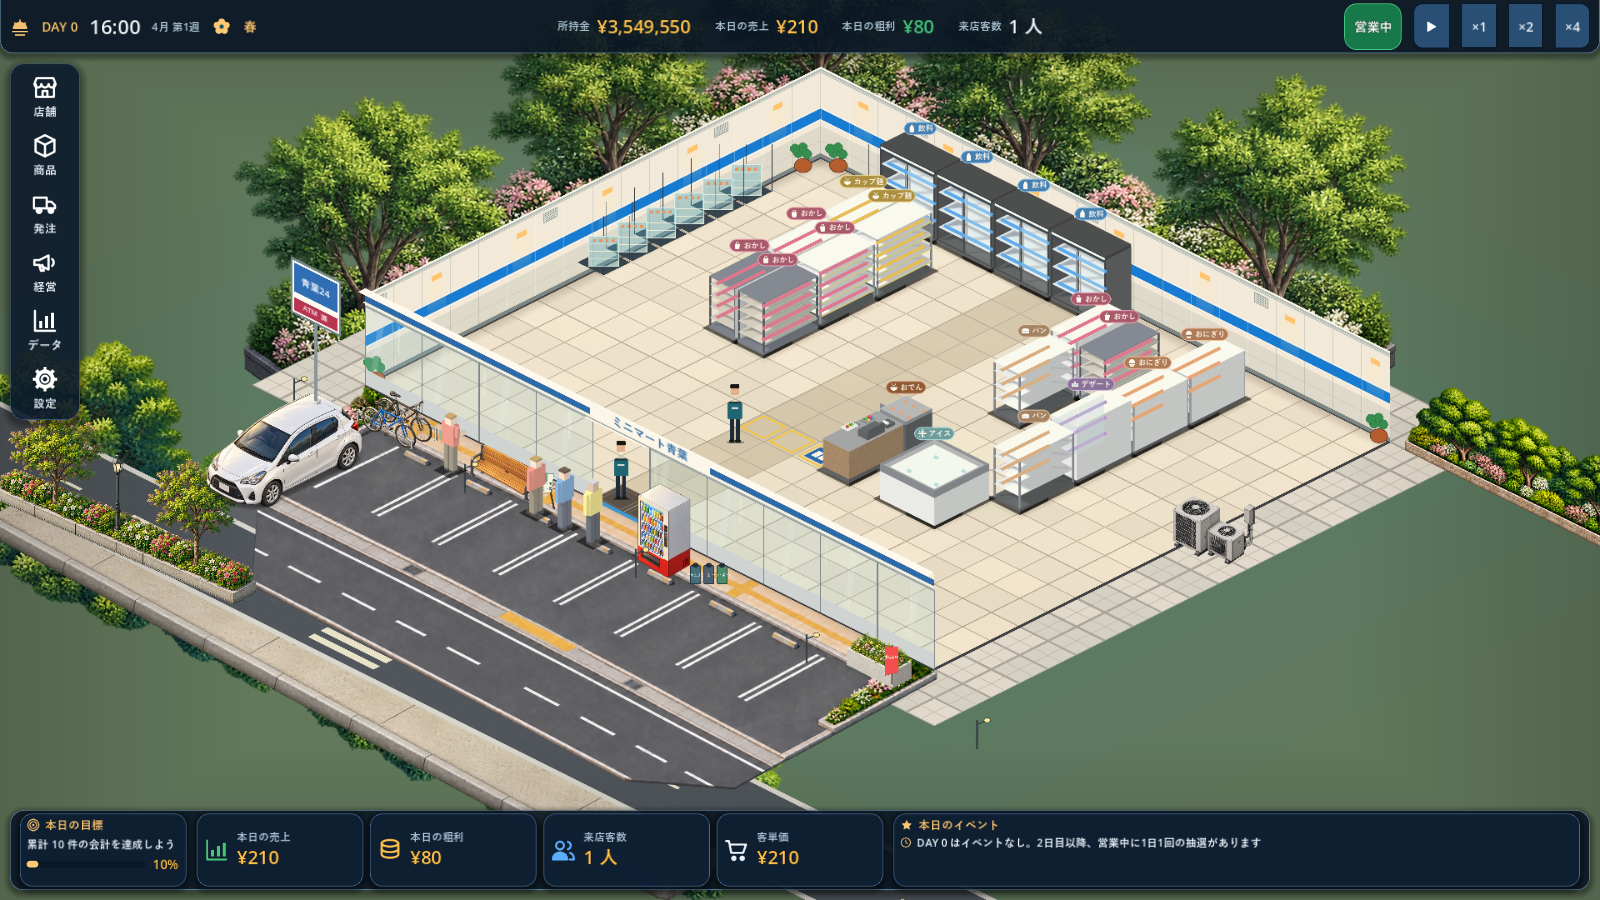 DAY 0 16:00 4月 第1週 春
所持金 ¥3,549,550 本日の売上 ¥210 本日の粗利 ¥80 来店客数 1 人
営業中 ×1 ×2 ×4
店舗
商品
発注
経営
データ
設定
飲料
飲料
飲料
飲料
カップ麺
カップ麺
おかし
おかし
おかし
おかし
おかし
おかし
パン
おにぎり
おにぎり
デザート
パン
おでん
アイス
青葉24
ATM 酒
ミニマート青葉
本日の目標
累計 10 件の会計を達成しよう
10%
本日の売上
¥210
本日の粗利
¥80
来店客数
1 人
客単価
¥210
本日のイベント
DAY 0 はイベントなし。2日目以降、営業中に1日1回の抽選があります